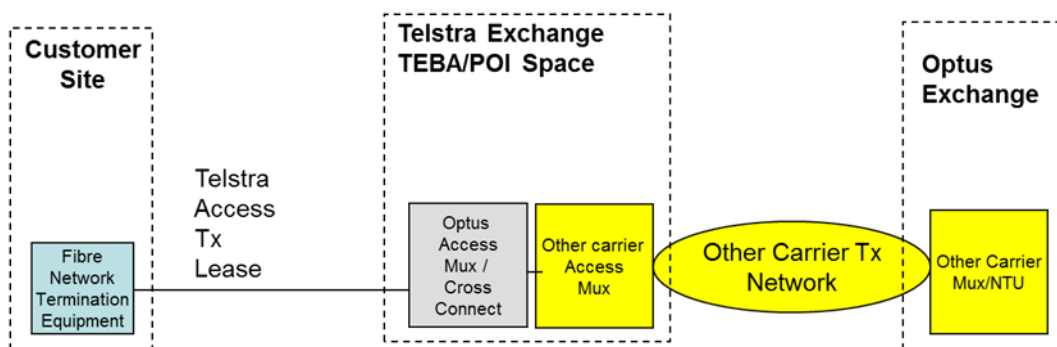 Customer
Site
Telstra Exchange
TEBA/POI Space
Optus
Exchange
Telstra
Access
Tx
Lease
Fibre
Network
Termination
Equipment
Optus
Access
Mux /
Cross
Connect
Other carrier
Access
Mux
Other Carrier Tx
Network
Other Carrier
Mux/NTU